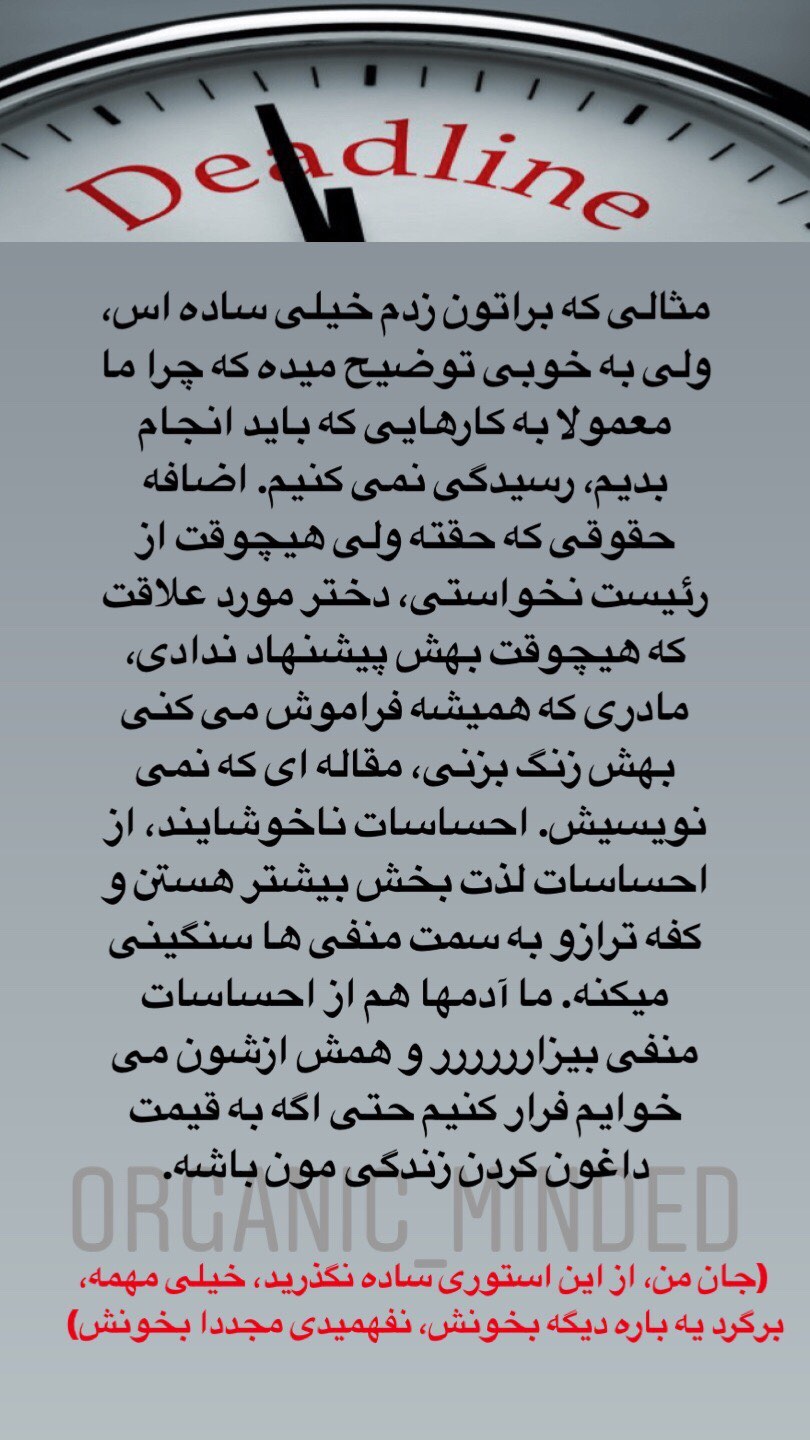 Deadline
مثالی که براتون زدم خیلی ساده اس،
ولی به خوبی توضیح میده که چرا ما
معمولا به کارهایی که باید انجام
بدیم، رسیدگی نمی کنیم. اضافه
حقوقی که حقته ولی هیچوقت از
رئیست نخواستی، دختر مورد علاقت
که هیچوقت بهش پیشنهاد ندادی،
مادری که همیشه فراموش می کنی
بهش زنگ بزنی، مقاله ای که نمی
نویسیش. احساسات ناخوشایند، از
احساسات لذت بخش بیشتر هستن و
کفه ترازو به سمت منفی ها سنگینی
میکنه. ما آدمها هم از احساسات
منفی بیزاررررررر و همش ازشون می
خوایم فرار کنیم حتی اگه به قیمت
داغون کردن زندگی مون باشه.
ORGANIC_MINDED
(جان من، از این استوری ساده نگذرید، خیلی مهمه،
برگرد یه باره دیگه بخونش، نفهمیدی مجددا بخونش)